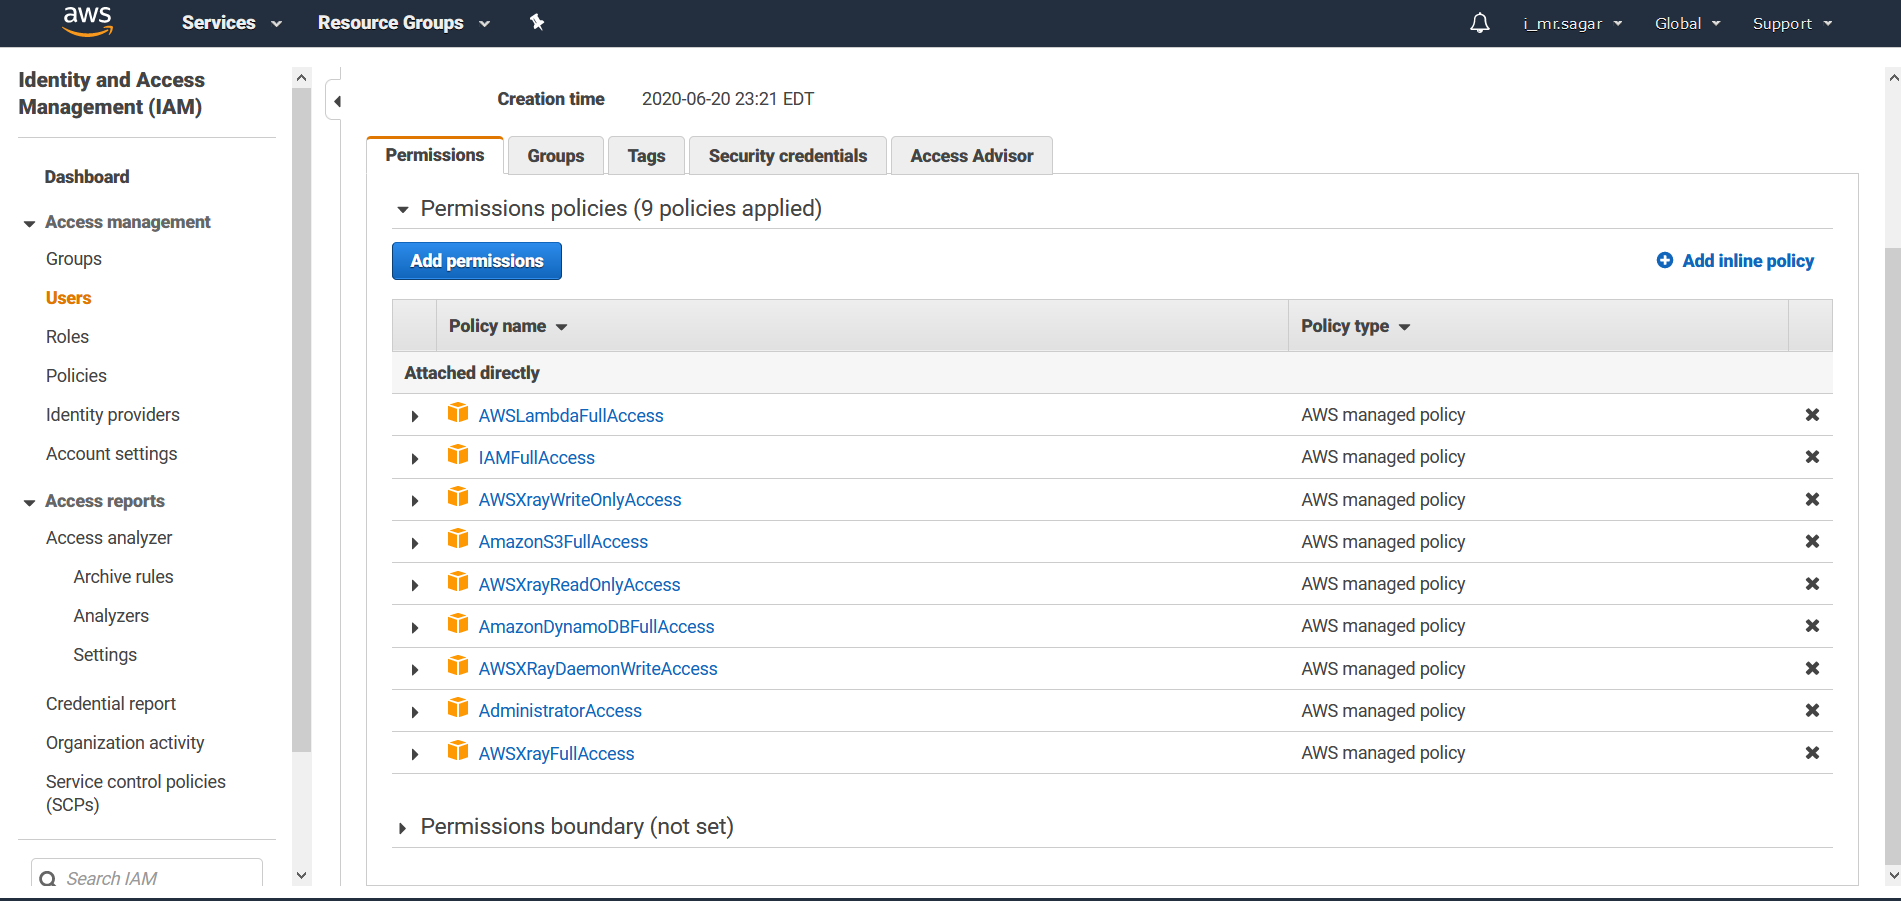 aws Services Resource Groups i_mr.sagar Global Support
Identity and Access
Management (IAM)
Dashboard
Access management
Groups
Users
Roles
Policies
Identity providers
Account settings
Access reports
Access analyzer
Archive rules
Analyzers
Settings
Credential report
Organization activity
Service control policies
(SCPs)
Search IAM
Creation time 2020-06-20 23:21 EDT
Permissions Groups Tags Security credentials Access Advisor
Permissions policies (9 policies applied)
Add permissions Add inline policy
Policy name Policy type
Attached directly
AWSLambdaFullAccess AWS managed policy
IAMFullAccess AWS managed policy
AWSXrayWriteOnlyAccess AWS managed policy
AmazonS3FullAccess AWS managed policy
AWSXrayReadOnlyAccess AWS managed policy
AmazonDynamoDBFullAccess AWS managed policy
AWSXRayDaemonWriteAccess AWS managed policy
AdministratorAccess AWS managed policy
AWSXrayFullAccess AWS managed policy
Permissions boundary (not set)